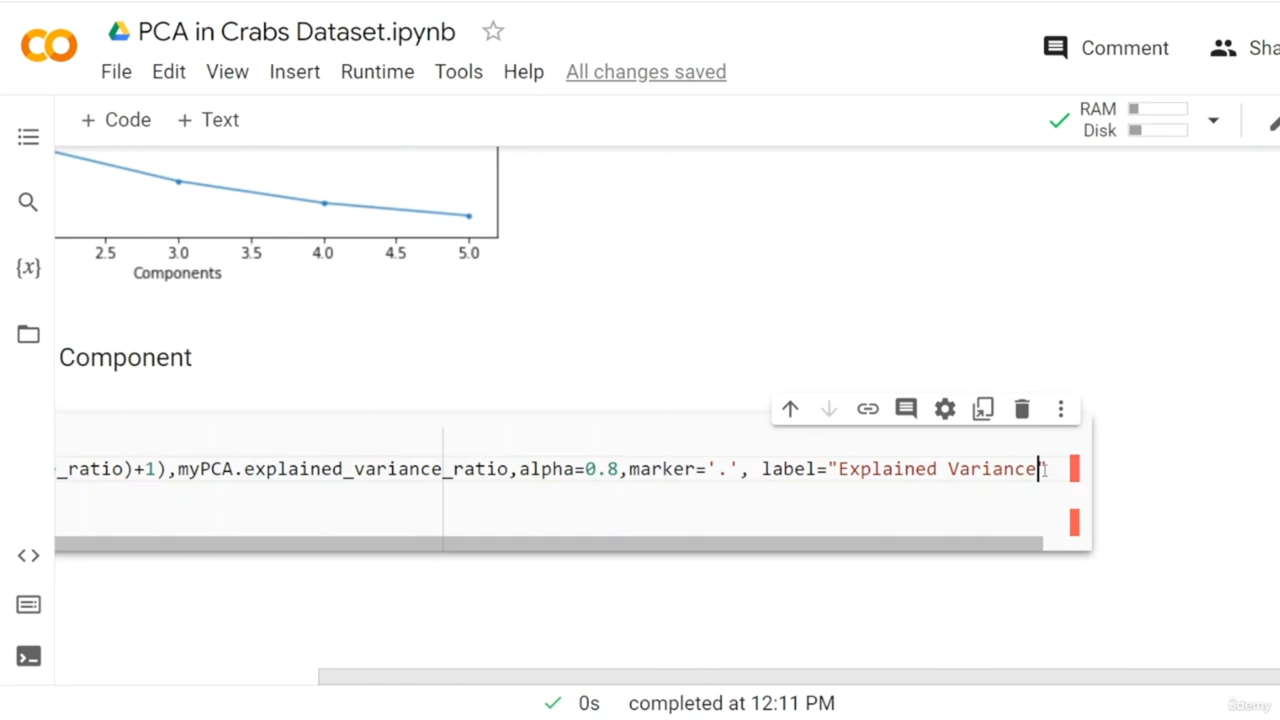 PCA in Crabs Dataset.ipynb
File Edit View Insert Runtime Tools Help All changes saved
Comment
Sha
+ Code + Text
RAM
Disk
2.5 3.0 3.5 4.0 4.5 5.0
Components
{x}
Component
_ratio)+1),myPCA.explained_variance_ratio,alpha=0.8,marker='.', label="Explained Variance"
0s completed at 12:11 PM
ûdemy